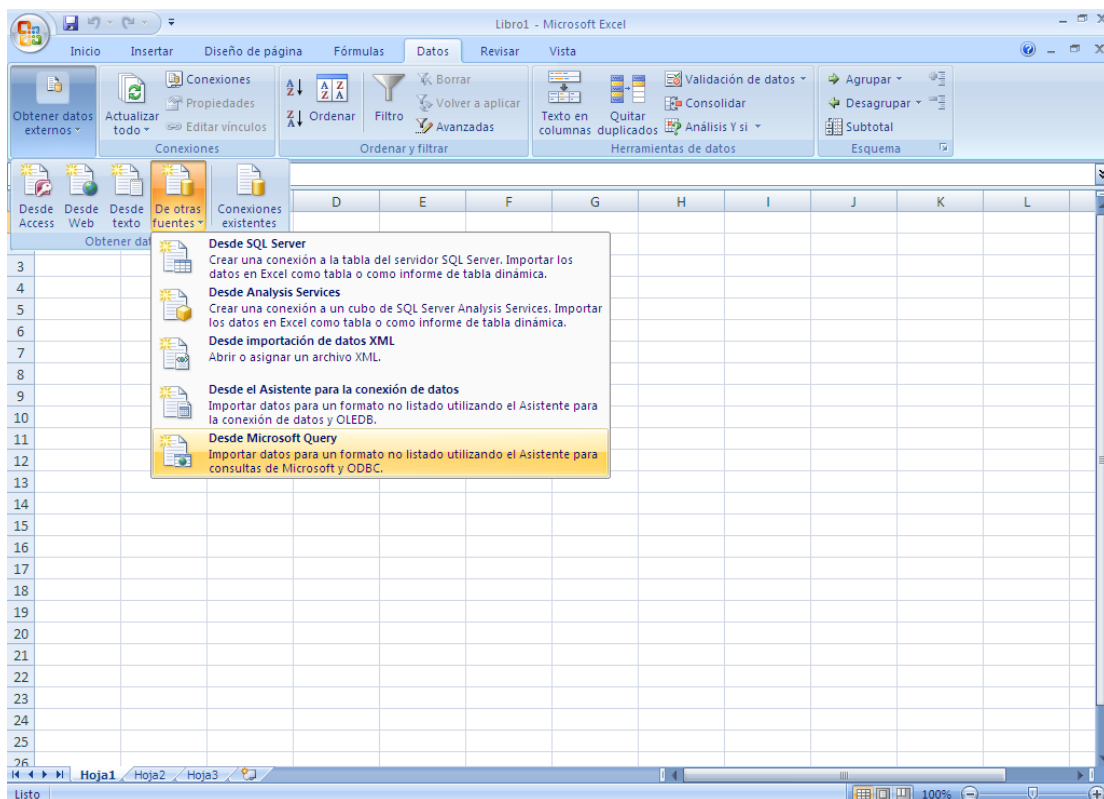 Libro1 - Microsoft Excel
Inicio Insertar Diseño de página Fórmulas Datos Revisar Vista
Obtener datos externos
Actualizar todo
Conexiones
Propiedades
Editar vínculos
Conexiones
Ordenar
Filtro
Borrar
Volver a aplicar
Avanzadas
Ordenar y filtrar
Texto en columnas
Quitar duplicados
Validación de datos
Consolidar
Análisis Y si
Herramientas de datos
Agrupar
Desagrupar
Subtotal
Esquema
Desde Access
Desde Web
Desde texto
De otras fuentes
Conexiones existentes
Obtener dat
D E F G H I J K L
Desde SQL Server
Crear una conexión a la tabla del servidor SQL Server. Importar los
datos en Excel como tabla o como informe de tabla dinámica.
Desde Analysis Services
Crear una conexión a un cubo de SQL Server Analysis Services. Importar
los datos en Excel como tabla o como informe de tabla dinámica.
Desde importación de datos XML
Abrir o asignar un archivo XML.
Desde el Asistente para la conexión de datos
Importar datos para un formato no listado utilizando el Asistente para
la conexión de datos y OLEDB.
Desde Microsoft Query
Importar datos para un formato no listado utilizando el Asistente para
consultas de Microsoft y ODBC.
3
4
5
6
7
8
9
10
11
12
13
14
15
16
17
18
19
20
21
22
23
24
25
26
Hoja1 Hoja2 Hoja3
Listo 100%